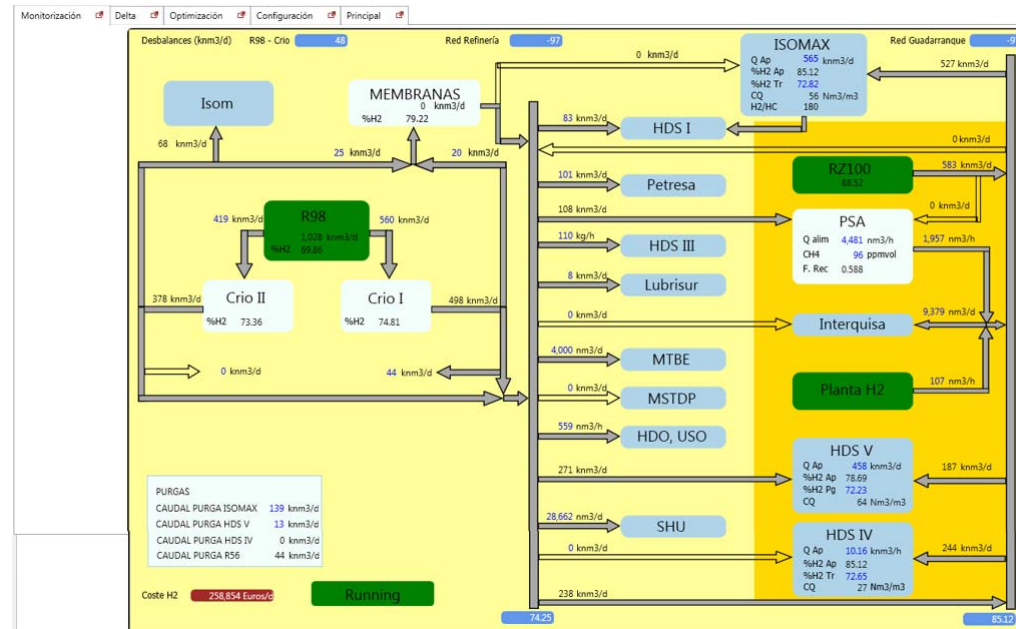 Monitorización Delta Optimización Configuración Principal
Desbalances (knm3/d) R98 - Crio 48 Red Refinería -97 Red Guadarranque
ISOMAX
Q Ap 565 knm3/d
%H2 Ap 85.12
%H2 Tr 72.82
CQ 56 Nm3/m3
H2/HC 180
0 knm3/d
527 knm3/d
Isom
MEMBRANAS
0 knm3/d
%H2 79.22
68 knm3/d
25 knm3/d
20 knm3/d
83 knm3/d
HDS I
0 knm3/d
RZ100
88.52
583 knm3/d
101 knm3/d
Petresa
108 knm3/d
0 knm3/d
PSA
Q alim 4,481 nm3/h
CH4 96 ppmvol
F. Rec 0.588
1,957 nm3/h
419 knm3/d
R98
1,028 knm3/d
%H2 69.86
560 knm3/d
110 kg/h
HDS III
8 knm3/d
Lubrisur
378 knm3/d
Crio II
%H2 73.36
Crio I
%H2 74.81
498 knm3/d
0 knm3/d
Interquisa
9,379 nm3/d
0 knm3/d
44 knm3/d
4,000 nm3/d
MTBE
0 knm3/d
MSTDP
Planta H2
107 nm3/h
559 nm3/h
HDO, USO
271 knm3/d
HDS V
Q Ap 458 knm3/d
%H2 Ap 78.69
%H2 Pg 72.23
CQ 64 Nm3/m3
187 knm3/d
PURGAS
CAUDAL PURGA ISOMAX 139 knm3/d
CAUDAL PURGA HDS V 13 knm3/d
CAUDAL PURGA HDS IV 0 knm3/d
CAUDAL PURGA R56 44 knm3/d
28,662 nm3/d
SHU
0 knm3/d
HDS IV
Q Ap 10.16 knm3/h
%H2 Ap 85.12
%H2 Tr 72.65
CQ 27 Nm3/m3
244 knm3/d
Coste H2 258,854 Euros/d
Running
238 knm3/d
74.25
85.12